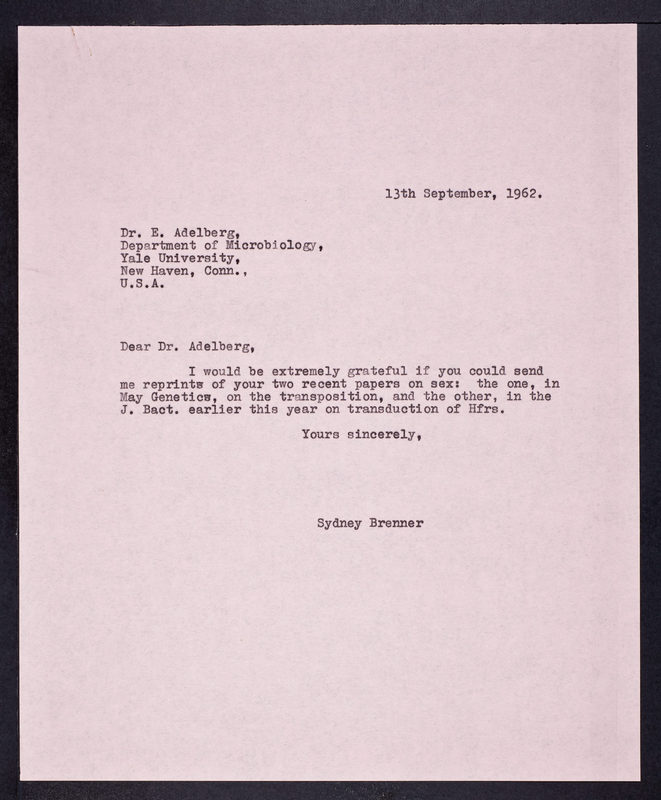 13th September, 1962.
Dr. E. Adelberg,
Department of Microbiology,
Yale University,
New Haven, Conn.,
U.S.A.
Dear Dr. Adelberg,
I would be extremely grateful if you could send
me reprints of your two recent papers on sex: the one, in
May Genetics, on the transposition, and the other, in the
J. Bact. earlier this year on transduction of Hfrs.
Yours sincerely,
Sydney Brenner